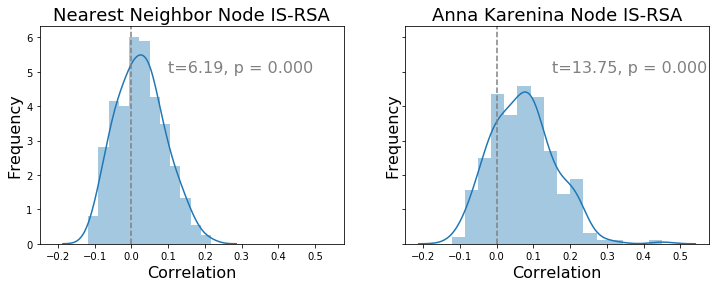 Nearest Neighbor Node IS-RSA
Frequency
6
5
4
3
2
1
0
t=6.19, p = 0.000
−0.2 −0.1 0.0 0.1 0.2 0.3 0.4 0.5
Correlation
Anna Karenina Node IS-RSA
Frequency
t=13.75, p = 0.000
−0.2 −0.1 0.0 0.1 0.2 0.3 0.4 0.5
Correlation